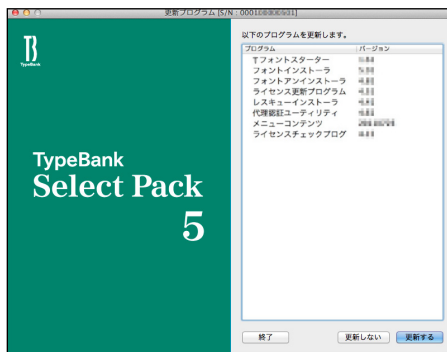 更新プログラム [S/N : 000
以下のプログラムを更新します。
プログラム バージョン
TB
TypeBank
Tフォントスターター
フォントインストーラ
フォントアンインストーラ
ライセンス更新プログラム
レスキューインストーラ
代理認証ユーティリティ
メニューコンテンツ
ライセンスチェックプログ
TypeBank
Select Pack
5
終了 更新しない 更新する